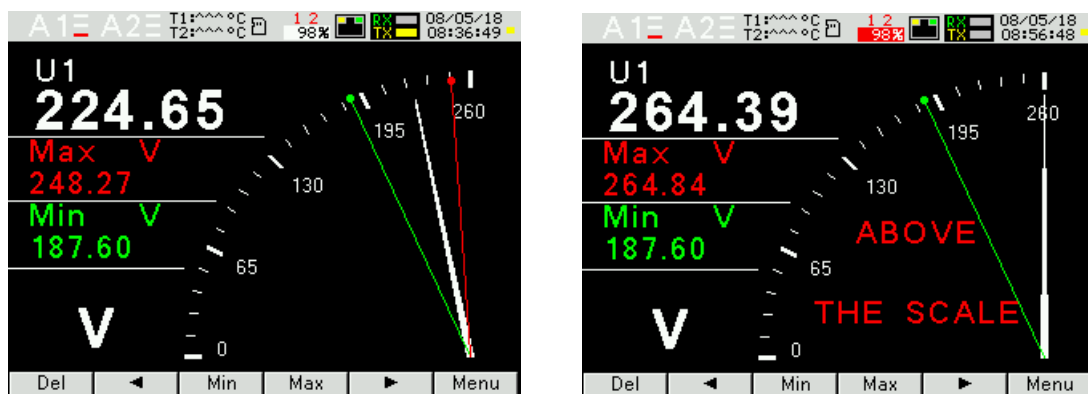 A1 A2 T1:^^^ °C 1 2 RX 08/05/18
T2:^^^ °C 98% TX 08:36:49
U1
224.65
Max V
248.27
Min V
187.60
V
0
65
130
195
260
Del ◄ Min Max ► Menu
A1 A2 T1:^^^ °C 1 2 RX 08/05/18
T2:^^^ °C 98% TX 08:56:48
U1
264.39
Max V
264.84
Min V
187.60
V
0
65
130
195
260
ABOVE
THE SCALE
Del ◄ Min Max ► Menu